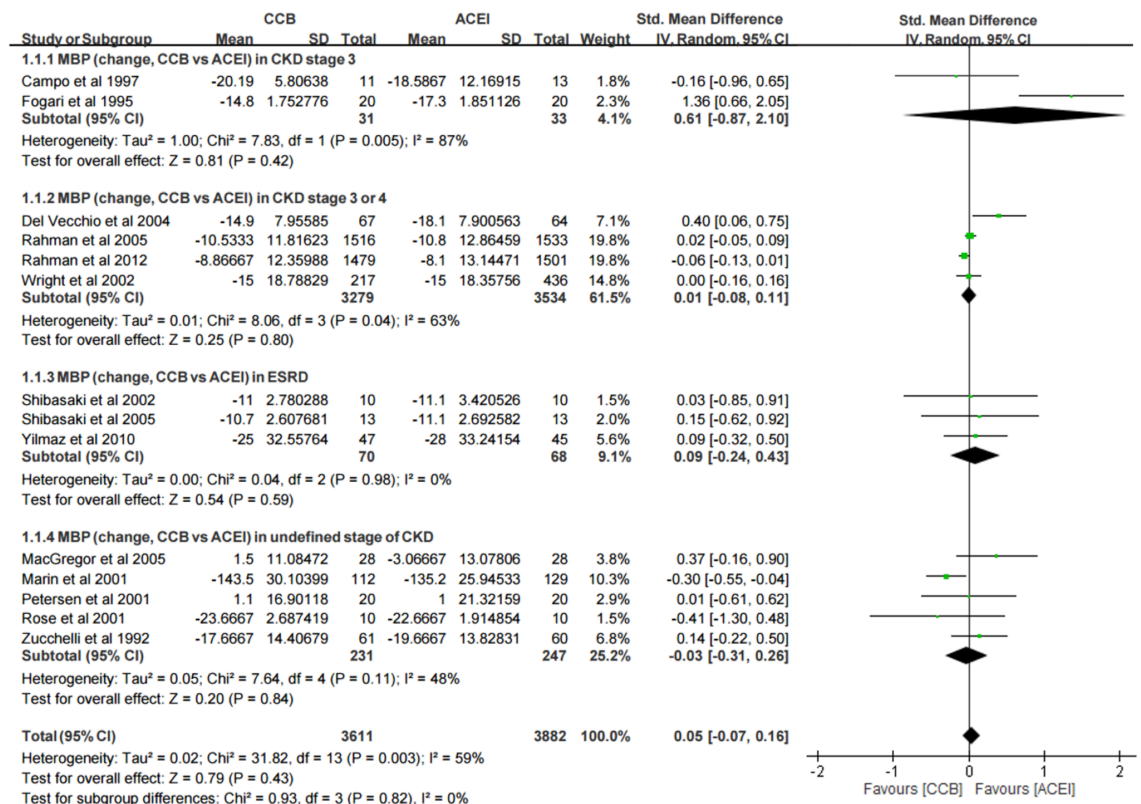 CCB ACEI Std. Mean Difference Std. Mean Difference
Study or Subgroup Mean SD Total Mean SD Total Weight IV, Random, 95% CI IV, Random, 95% CI
1.1.1 MBP (change, CCB vs ACEI) in CKD stage 3
Campo et al 1997 -20.19 5.80638 11 -18.5867 12.16915 13 1.8% -0.16 [-0.96, 0.65]
Fogari et al 1995 -14.8 1.752776 20 -17.3 1.851126 20 2.3% 1.36 [0.66, 2.05]
Subtotal (95% CI) 31 33 4.1% 0.61 [-0.87, 2.10]
Heterogeneity: Tau² = 1.00; Chi² = 7.83, df = 1 (P = 0.005); I² = 87%
Test for overall effect: Z = 0.81 (P = 0.42)
1.1.2 MBP (change, CCB vs ACEI) in CKD stage 3 or 4
Del Vecchio et al 2004 -14.9 7.95585 67 -18.1 7.900563 64 7.1% 0.40 [0.06, 0.75]
Rahman et al 2005 -10.5333 11.81623 1516 -10.8 12.86459 1533 19.8% 0.02 [-0.05, 0.09]
Rahman et al 2012 -8.86667 12.35988 1479 -8.1 13.14471 1501 19.8% -0.06 [-0.13, 0.01]
Wright et al 2002 -15 18.78829 217 -15 18.35756 436 14.8% 0.00 [-0.16, 0.16]
Subtotal (95% CI) 3279 3534 61.5% 0.01 [-0.08, 0.11]
Heterogeneity: Tau² = 0.01; Chi² = 8.06, df = 3 (P = 0.04); I² = 63%
Test for overall effect: Z = 0.25 (P = 0.80)
1.1.3 MBP (change, CCB vs ACEI) in ESRD
Shibasaki et al 2002 -11 2.780288 10 -11.1 3.420526 10 1.5% 0.03 [-0.85, 0.91]
Shibasaki et al 2005 -10.7 2.607681 13 -11.1 2.692582 13 2.0% 0.15 [-0.62, 0.92]
Yilmaz et al 2010 -25 32.55764 47 -28 33.24154 45 5.6% 0.09 [-0.32, 0.50]
Subtotal (95% CI) 70 68 9.1% 0.09 [-0.24, 0.43]
Heterogeneity: Tau² = 0.00; Chi² = 0.04, df = 2 (P = 0.98); I² = 0%
Test for overall effect: Z = 0.54 (P = 0.59)
1.1.4 MBP (change, CCB vs ACEI) in undefined stage of CKD
MacGregor et al 2005 1.5 11.08472 28 -3.06667 13.07806 28 3.8% 0.37 [-0.16, 0.90]
Marin et al 2001 -143.5 30.10399 112 -135.2 25.94533 129 10.3% -0.30 [-0.55, -0.04]
Petersen et al 2001 1.1 16.90118 20 1 21.32159 20 2.9% 0.01 [-0.61, 0.62]
Rose et al 2001 -23.6667 2.687419 10 -22.6667 1.914854 10 1.5% -0.41 [-1.30, 0.48]
Zucchelli et al 1992 -17.6667 14.40679 61 -19.6667 13.82831 60 6.8% 0.14 [-0.22, 0.50]
Subtotal (95% CI) 231 247 25.2% -0.03 [-0.31, 0.26]
Heterogeneity: Tau² = 0.05; Chi² = 7.64, df = 4 (P = 0.11); I² = 48%
Test for overall effect: Z = 0.20 (P = 0.84)
Total (95% CI) 3611 3882 100.0% 0.05 [-0.07, 0.16]
Heterogeneity: Tau² = 0.02; Chi² = 31.82, df = 13 (P = 0.003); I² = 59%
Test for overall effect: Z = 0.79 (P = 0.43)
Test for subgroup differences: Chi² = 0.93, df = 3 (P = 0.82), I² = 0%
-2 -1 0 1 2
Favours [CCB] Favours [ACEI]